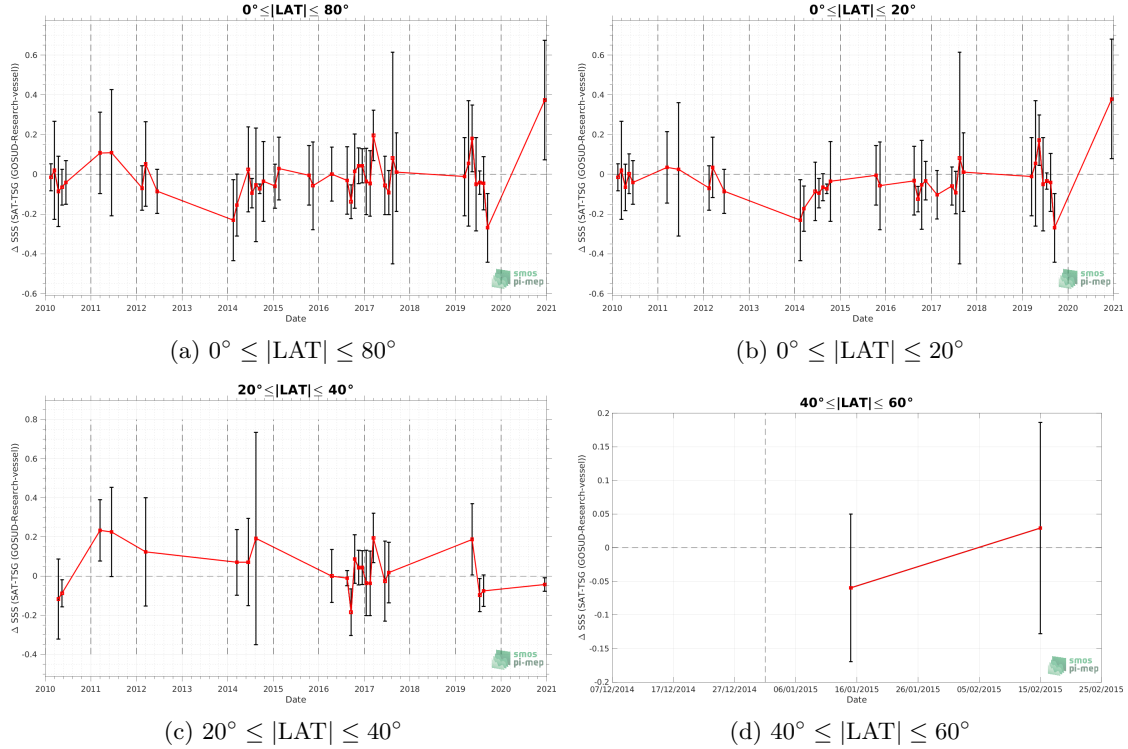 0°≤|LAT|≤ 80°
Δ SSS (SAT-TSG (GOSUD-Research-vessel))
0.6
0.4
0.2
0
-0.2
-0.4
-0.6
2010 2011 2012 2013 2014 2015 2016 2017 2018 2019 2020 2021
Date
smos
pi-mep
(a) 0° ≤ |LAT| ≤ 80°
0°≤|LAT|≤ 20°
Δ SSS (SAT-TSG (GOSUD-Research-vessel))
0.6
0.4
0.2
0
-0.2
-0.4
-0.6
2010 2011 2012 2013 2014 2015 2016 2017 2018 2019 2020 2021
Date
smos
pi-mep
(b) 0° ≤ |LAT| ≤ 20°
20°≤|LAT|≤ 40°
Δ SSS (SAT-TSG (GOSUD-Research-vessel))
0.8
0.6
0.4
0.2
0
-0.2
-0.4
2010 2011 2012 2013 2014 2015 2016 2017 2018 2019 2020 2021
Date
smos
pi-mep
(c) 20° ≤ |LAT| ≤ 40°
40°≤|LAT|≤ 60°
Δ SSS (SAT-TSG (GOSUD-Research-vessel))
0.2
0.15
0.1
0.05
0
-0.05
-0.1
-0.15
-0.2
07/12/2014 17/12/2014 27/12/2014 06/01/2015 16/01/2015 26/01/2015 05/02/2015 15/02/2015 25/02/2015
Date
smos
pi-mep
(d) 40° ≤ |LAT| ≤ 60°